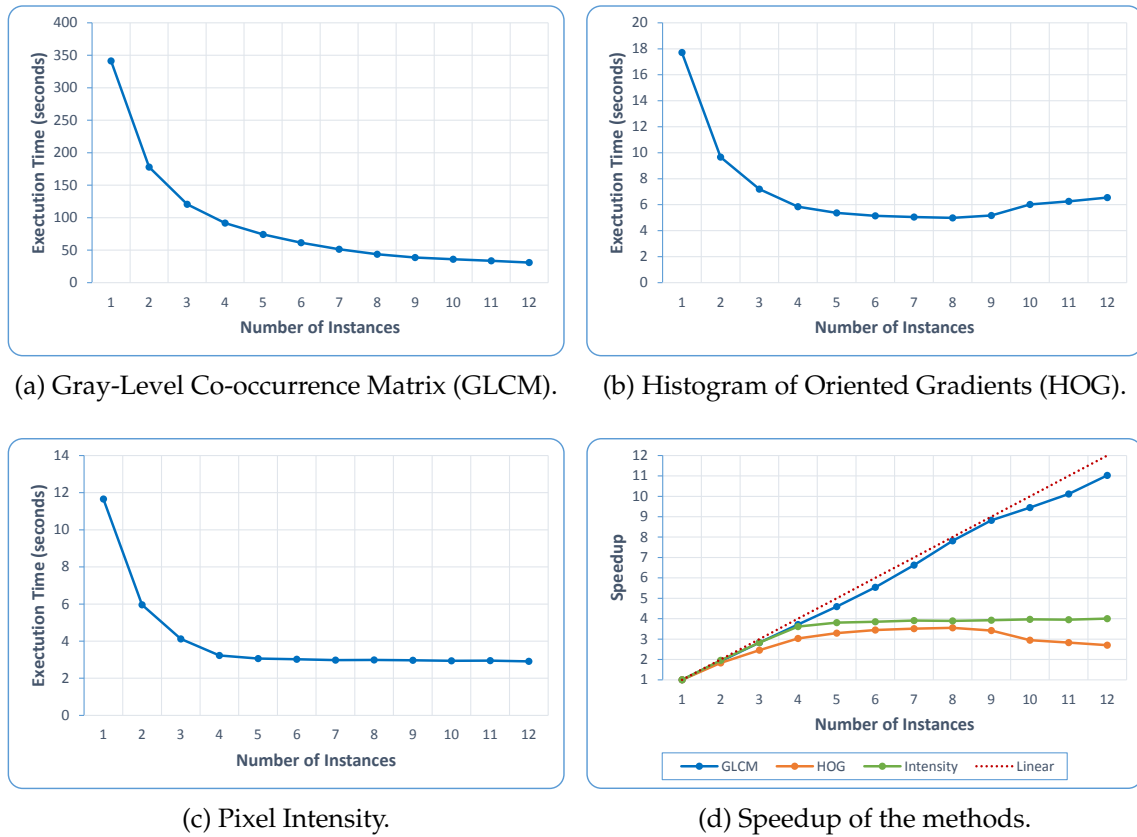 400
350
300
250
200
150
100
50
0
Exectution Time (seconds)
1 2 3 4 5 6 7 8 9 10 11 12
Number of Instances
(a) Gray-Level Co-occurrence Matrix (GLCM).
20
18
16
14
12
10
8
6
4
2
0
Exectution Time (seconds)
1 2 3 4 5 6 7 8 9 10 11 12
Number of Instances
(b) Histogram of Oriented Gradients (HOG).
14
12
10
8
6
4
2
0
Exectution Time (seconds)
1 2 3 4 5 6 7 8 9 10 11 12
Number of Instances
(c) Pixel Intensity.
12
11
10
9
8
7
6
5
4
3
2
1
Speedup
1 2 3 4 5 6 7 8 9 10 11 12
Number of Instances
GLCM HOG Intensity Linear
(d) Speedup of the methods.